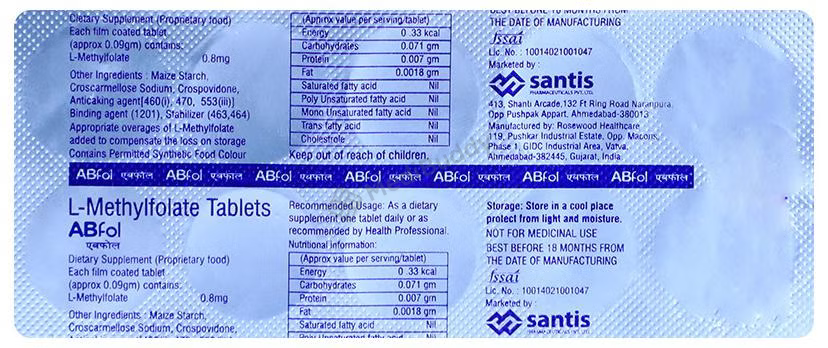 Dietary Supplement (Proprietary food)
Each film coated tablet
(approx 0.09gm) contains:
L-Methylfolate 0.8mg
Other Ingredients : Maize Starch,
Croscarmellose Sodium, Crospovidone,
Anticaking agent[460(i), 470, 553(iii)]
Binding agent (1201), Stabilizer (463,464)
Appropriate overages of L-Methylfolate
added to compensate the loss on storage
Contains Permitted Synthetic Food Colour
(Approx value per serving/tablet)
Energy 0.33 kcal
Carbohydrates 0.071 gm
Protein 0.007 gm
Fat 0.0018 gm
Saturated fatty acid Nil
Poly Unsaturated fatty acid Nil
Mono Unsaturated fatty acid Nil
Trans fatty acid Nil
Cholestrole Nil
Keep out of reach of children.
BEST BEFORE 18 MONTHS FROM
THE DATE OF MANUFACTURING
fssai
Lic. No. : 10014021001047
Marketed by :
santis
PHARMACEUTICALS PVT. LTD.
413, Shanti Arcade,132 Ft Ring Road Naranpura,
Opp Pushpak Appart. Ahmedabad-380013
Manufactured by: Rosewood Healthcare
119, Pushkar Industrial Estate, Opp. Macons,
Phase 1, GIDC Industrial Area, Vatva,
Ahmedabad-382445, Gujarat, India.
ABfol एबफोल ABfol एबफोल ABfol एबफोल ABfol एबफोल ABfol एबफोल ABfol एबफोल ABfol एबफोल
L-Methylfolate Tablets
ABfol
एबफोल
Dietary Supplement (Proprietary food)
Each film coated tablet
(approx 0.09gm) contains:
L-Methylfolate 0.8mg
Other Ingredients : Maize Starch,
Croscarmellose Sodium, Crospovidone,
Recommended Usage: As a dietary
supplement one tablet daily or as
recommended by Health Professional.
Nutritional information:
(Approx value per serving/tablet)
Energy 0.33 kcal
Carbohydrates 0.071 gm
Protein 0.007 gm
Fat 0.0018 gm
Saturated fatty acid Nil
Poly Unsaturated fatty acid Nil
Storage: Store in a cool place
protect from light and moisture.
NOT FOR MEDICINAL USE
BEST BEFORE 18 MONTHS FROM
THE DATE OF MANUFACTURING
fssai
Lic. No. : 10014021001047
Marketed by :
santis
PHARMACEUTICALS PVT. LTD.